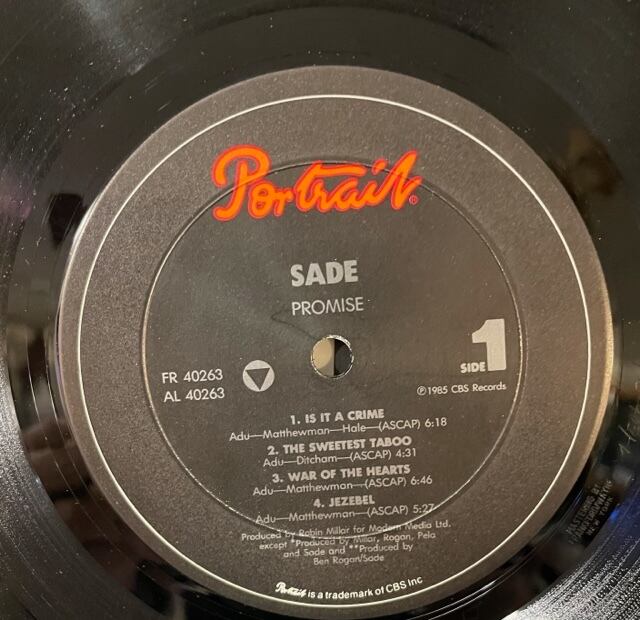 Portrait®
SADE
PROMISE
SIDE 1
FR 40263
AL 40263
℗1985 CBS Records
1. IS IT A CRIME
Adu—Matthewman—Hale—(ASCAP) 6:18
2. THE SWEETEST TABOO
Adu—Ditcham—(ASCAP) 4:31
3. WAR OF THE HEARTS
Adu—Matthewman—(ASCAP) 6:46
4. JEZEBEL
Adu—Matthewman—(ASCAP) 5:27
Produced by Robin Millar for Modern Media Ltd.
except *Produced by Millar, Rogan, Pela
and Sade and **Produced by
Ben Rogan/Sade
Portrait is a trademark of CBS Inc
NEW YORK